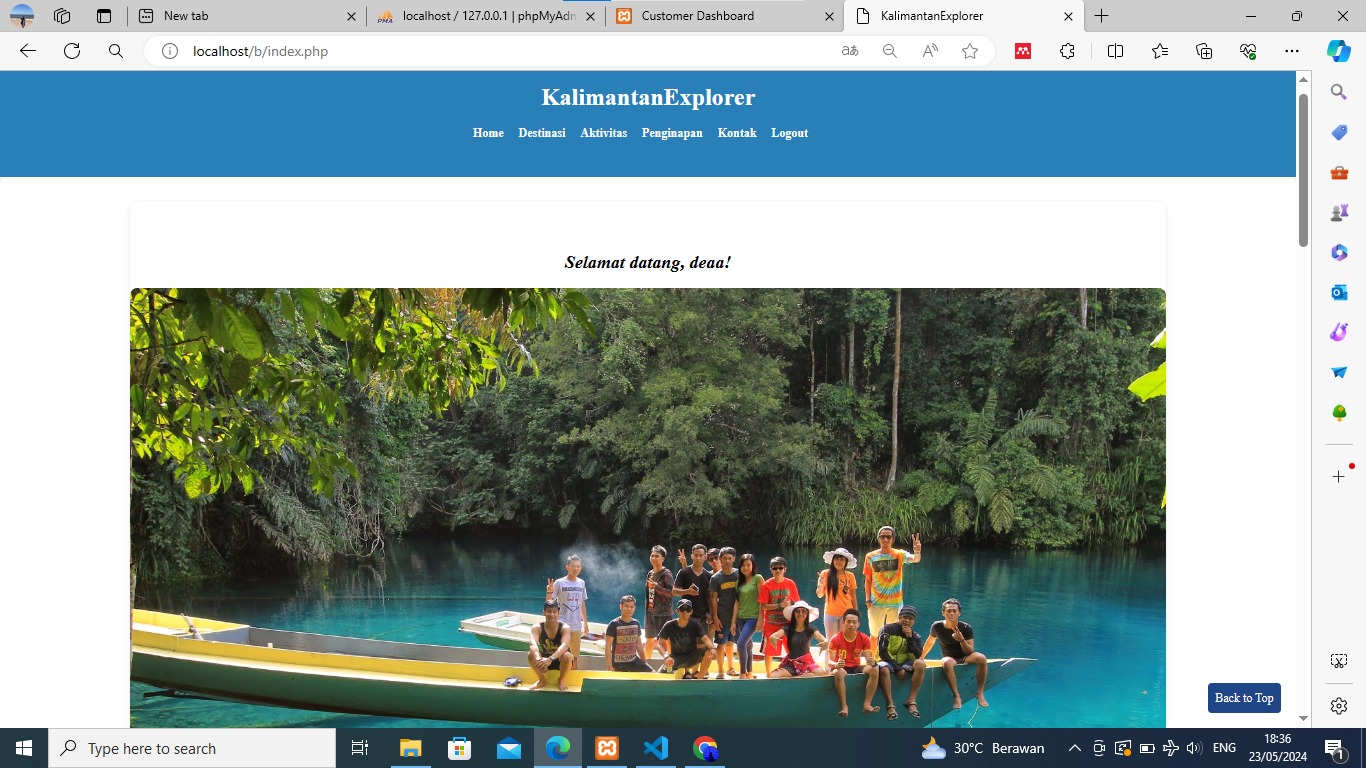 New tab
localhost / 127.0.0.1 | phpMyAdm
Customer Dashboard
KalimantanExplorer
localhost/b/index.php
KalimantanExplorer
Home Destinasi Aktivitas Penginapan Kontak Logout
Selamat datang, deaa!
Back to Top
Type here to search
30°C Berawan
ENG
18:36
23/05/2024
1